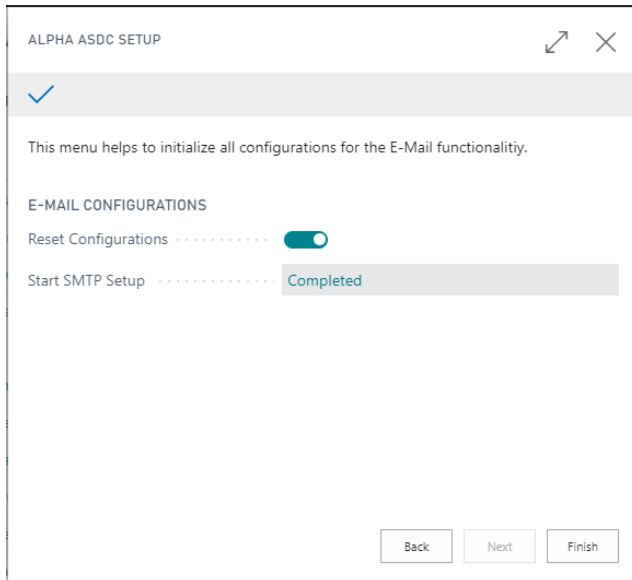 ALPHA ASDC SETUP
This menu helps to initialize all configurations for the E-Mail functionalitiy.
E-MAIL CONFIGURATIONS
Reset Configurations
Start SMTP Setup Completed
Back Next Finish